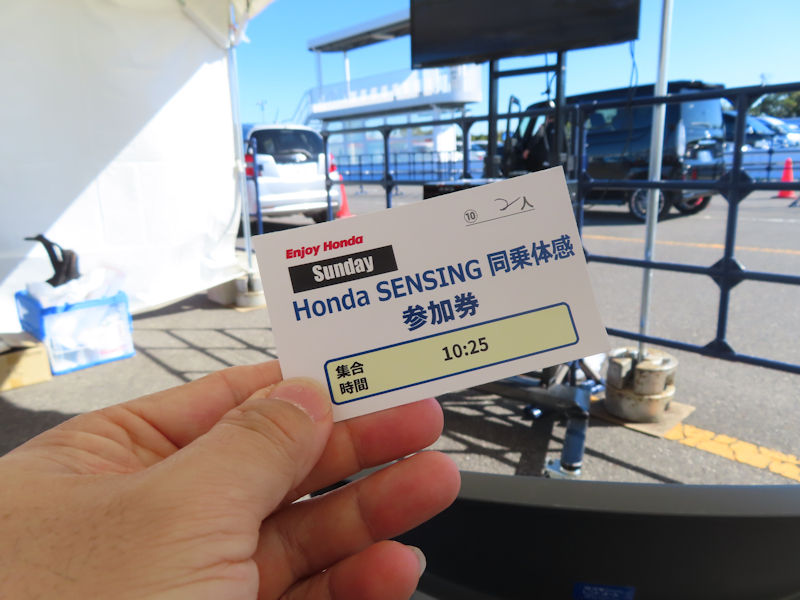 ⑩ 2人
Enjoy Honda
Sunday
Honda SENSING 同乗体感
参加券
集合
時間
10:25